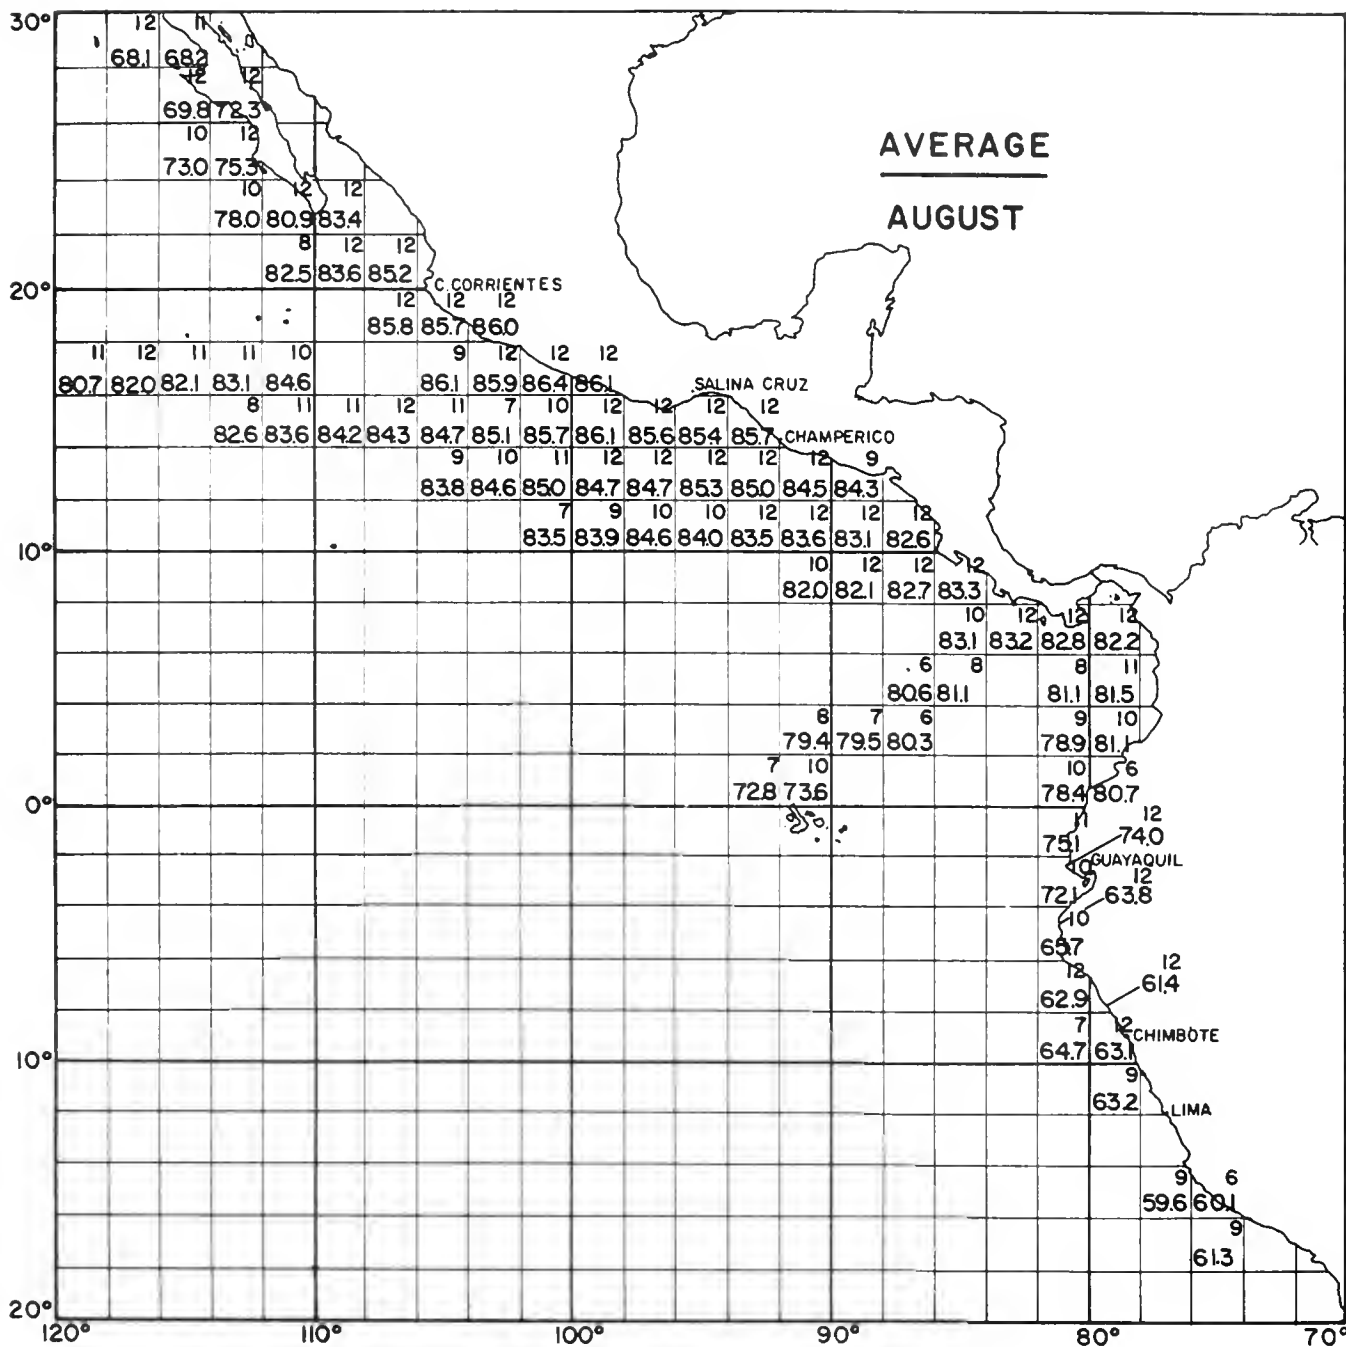 30° 12 11
68.1 68.2
12 12
69.8 72.3
10 12
AVERAGE
73.0 75.3
10 12 12
AUGUST
78.0 80.9 83.4
8 12 12
82.5 83.6 85.2
20° C. CORRIENTES
12 12 12
85.8 85.7 86.0
11 12 11 11 10 9 12 12 12
80.7 82.0 82.1 83.1 84.6 86.1 85.9 86.4 86.1
SALINA CRUZ
8 11 11 12 11 7 10 12 12 12 12
82.6 83.6 84.2 84.3 84.7 85.1 85.7 86.1 85.6 85.4 85.7 CHAMPERICO
9 10 11 12 12 12 12 12 9
83.8 84.6 85.0 84.7 84.7 85.3 85.0 84.5 84.3
7 9 10 10 12 12 12 12
83.5 83.9 84.6 84.0 83.5 83.6 83.1 82.6
10°
10 12 12 12
82.0 82.1 82.7 83.3
10 12 12 12
83.1 83.2 82.8 82.2
6 8 8 11
80.6 81.1 81.1 81.5
8 7 6 9 10
79.4 79.5 80.3 78.9 81.1
7 10 10 6
72.8 73.6 78.4 80.7
0°
11 12
75.1 74.0
GUAYAQUIL
12
72.1 63.8
10
65.7
12 12
62.9 61.4
7 12
CHIMBOTE
64.7 63.1
10°
9
63.2 LIMA
9 6
59.6 60.1
9
61.3
20°
120° 110° 100° 90° 80° 70°